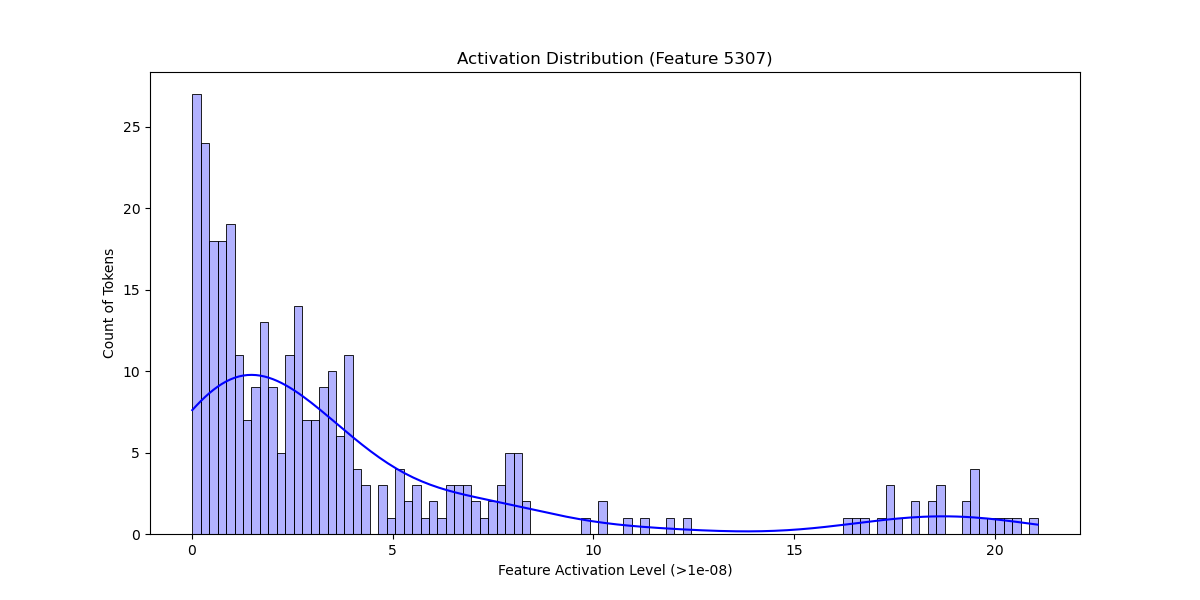 Activation Distribution (Feature 5307)
25
20
15
10
5
0
Count of Tokens
0 5 10 15 20
Feature Activation Level (>1e-08)